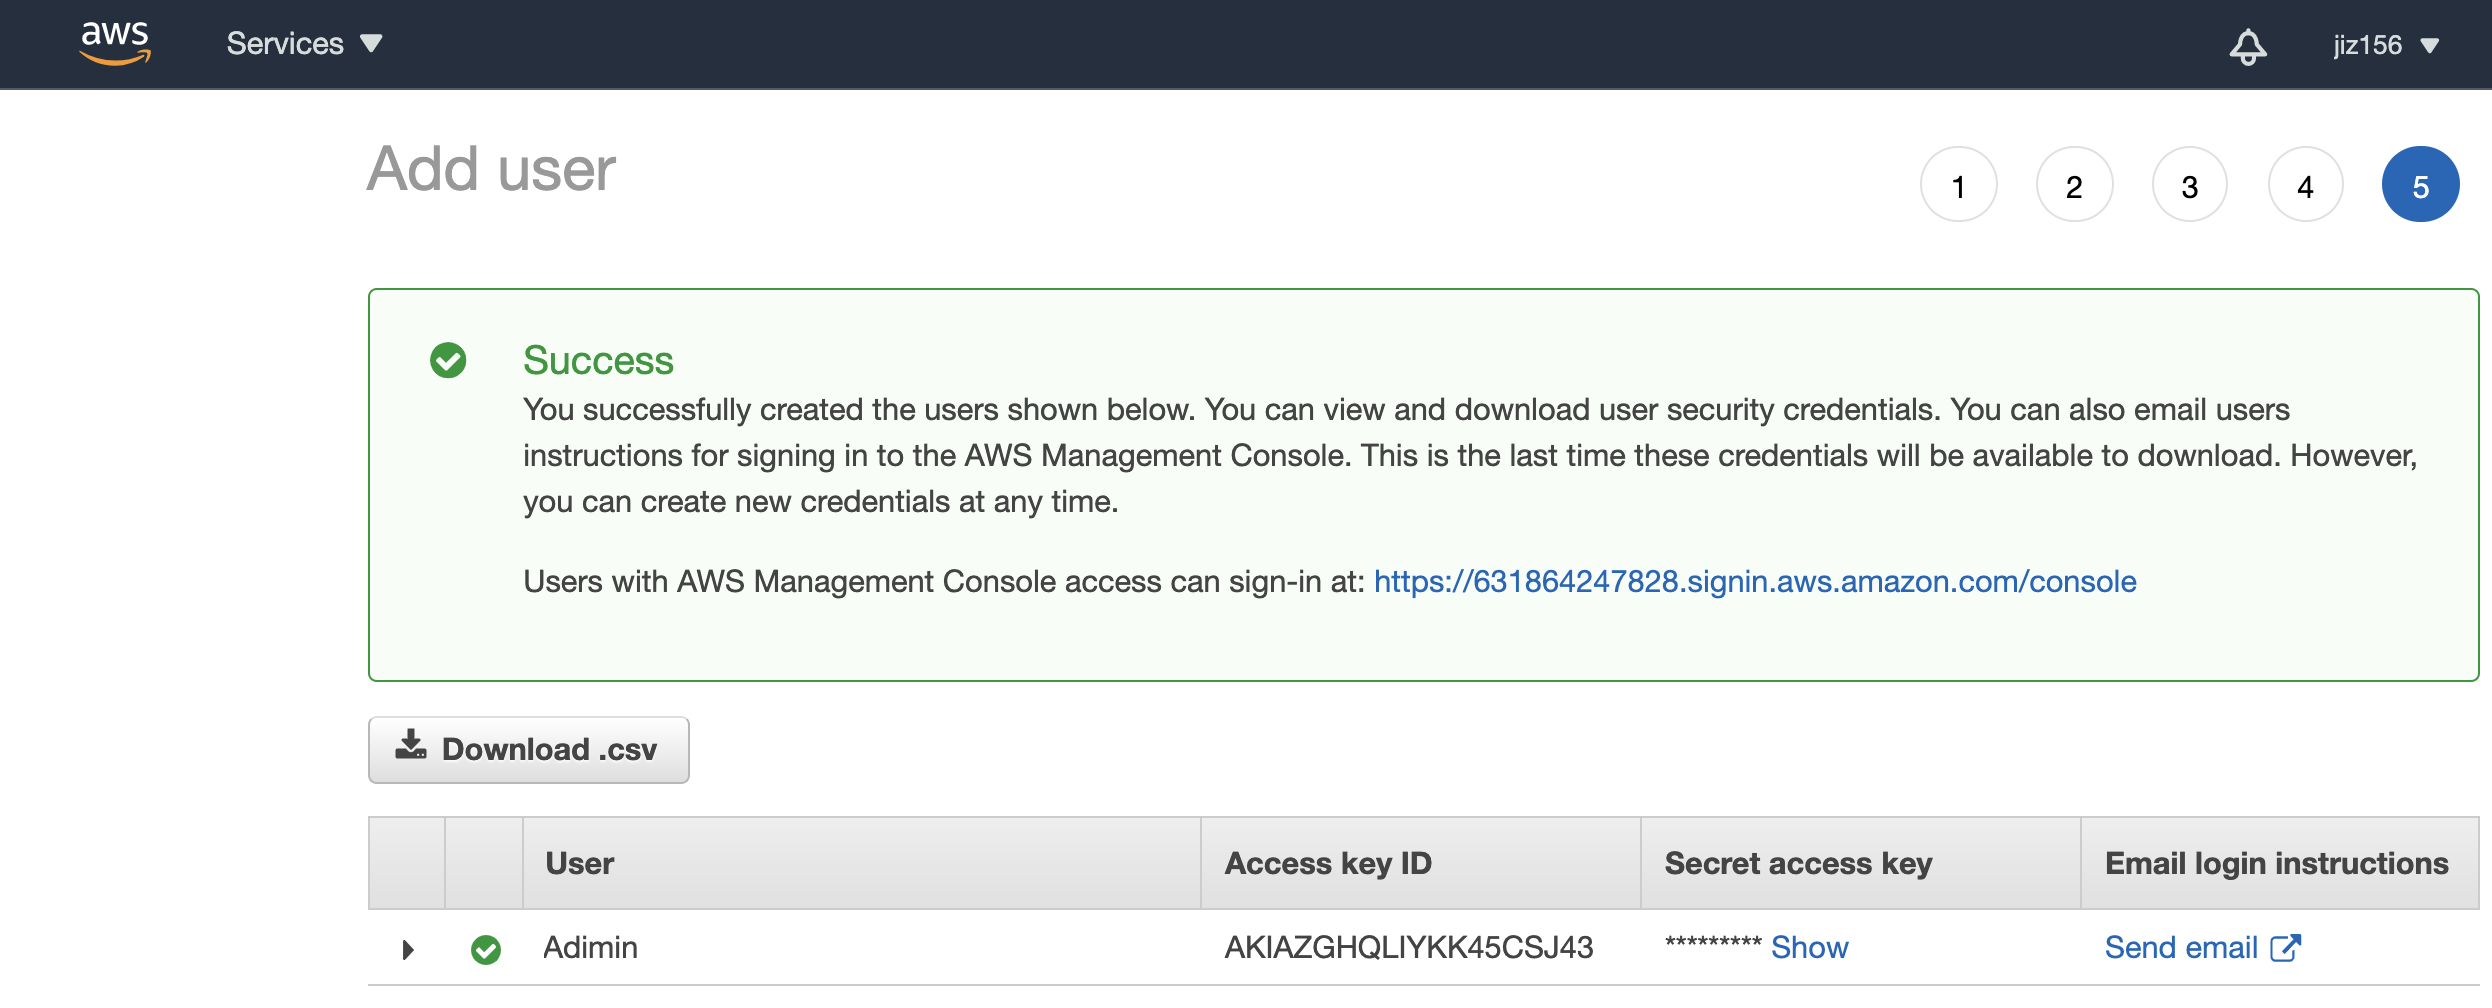 aws Services jiz156
Add user
1 2 3 4 5
Success
You successfully created the users shown below. You can view and download user security credentials. You can also email users
instructions for signing in to the AWS Management Console. This is the last time these credentials will be available to download. However,
you can create new credentials at any time.
Users with AWS Management Console access can sign-in at: https://631864247828.signin.aws.amazon.com/console
Download .csv
User Access key ID Secret access key Email login instructions
Adimin AKIAZGHQLIYKK45CSJ43 ********* Show Send email